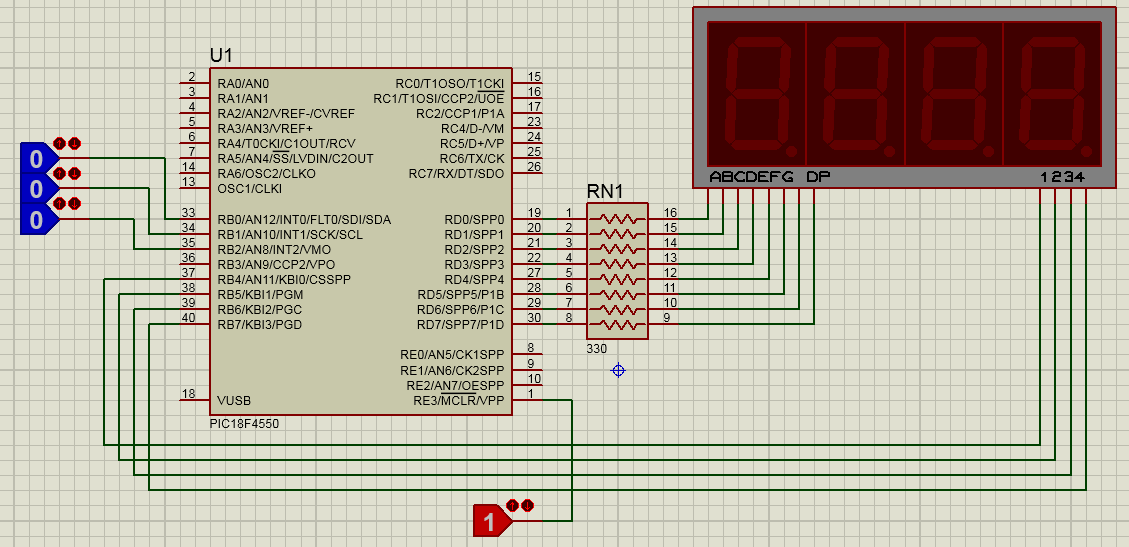 U1
2 RA0/AN0 RC0/T1OSO/T1CKI 15
3 RA1/AN1 RC1/T1OSI/CCP2/UOE 16
4 RA2/AN2/VREF-/CVREF RC2/CCP1/P1A 17
5 RA3/AN3/VREF+ RC4/D-/VM 23
6 RA4/T0CKI/C1OUT/RCV RC5/D+/VP 24
7 RA5/AN4/SS/LVDIN/C2OUT RC6/TX/CK 25
14 RA6/OSC2/CLKO RC7/RX/DT/SDO 26
13 OSC1/CLKI
0
0
0
33 RB0/AN12/INT0/FLT0/SDI/SDA RD0/SPP0 19
34 RB1/AN10/INT1/SCK/SCL RD1/SPP1 20
35 RB2/AN8/INT2/VMO RD2/SPP2 21
36 RB3/AN9/CCP2/VPO RD3/SPP3 22
37 RB4/AN11/KBI0/CSSPP RD4/SPP4 27
38 RB5/KBI1/PGM RD5/SPP5/P1B 28
39 RB6/KBI2/PGC RD6/SPP6/P1C 29
40 RB7/KBI3/PGD RD7/SPP7/P1D 30
RE0/AN5/CK1SPP 8
RE1/AN6/CK2SPP 9
RE2/AN7/OESPP 10
18 VUSB RE3/MCLR/VPP 1
PIC18F4550
RN1
1 16
2 15
3 14
4 13
5 12
6 11
7 10
8 9
330
ABCDEFG DP 1234
1